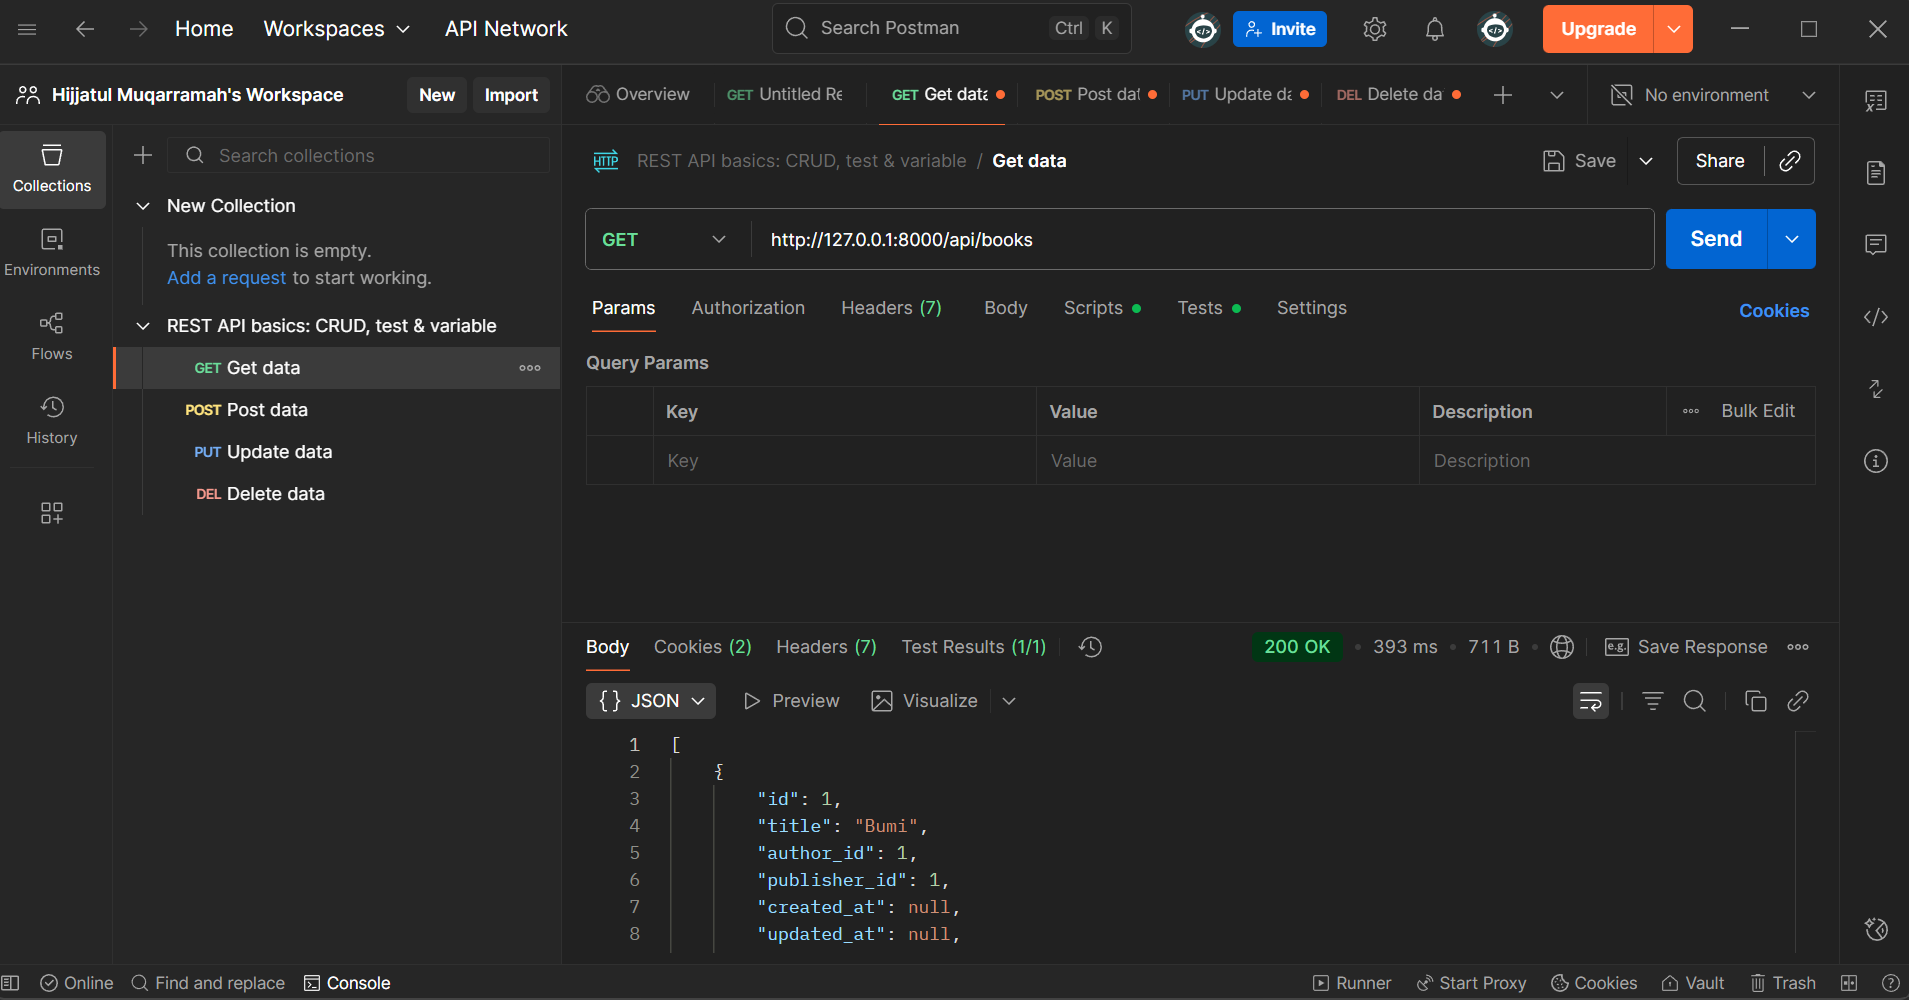 Home Workspaces API Network Search Postman Ctrl K Invite Upgrade
Hijjatul Muqarramah's Workspace New Import
Overview GET Untitled Re GET Get data POST Post dat PUT Update da DEL Delete da No environment
Collections
Environments
Flows
History
Search collections
New Collection
This collection is empty.
Add a request to start working.
REST API basics: CRUD, test & variable
GET Get data
POST Post data
PUT Update data
DEL Delete data
HTTP REST API basics: CRUD, test & variable / Get data Save Share
GET http://127.0.0.1:8000/api/books Send
Params Authorization Headers (7) Body Scripts Tests Settings Cookies
Query Params
Key Value Description Bulk Edit
Key Value Description
Body Cookies (2) Headers (7) Test Results (1/1) 200 OK • 393 ms • 711 B • e.g. Save Response
{} JSON Preview Visualize
1 [
2 {
3 "id": 1,
4 "title": "Bumi",
5 "author_id": 1,
6 "publisher_id": 1,
7 "created_at": null,
8 "updated_at": null,
Online Find and replace Console Runner Start Proxy Cookies Vault Trash